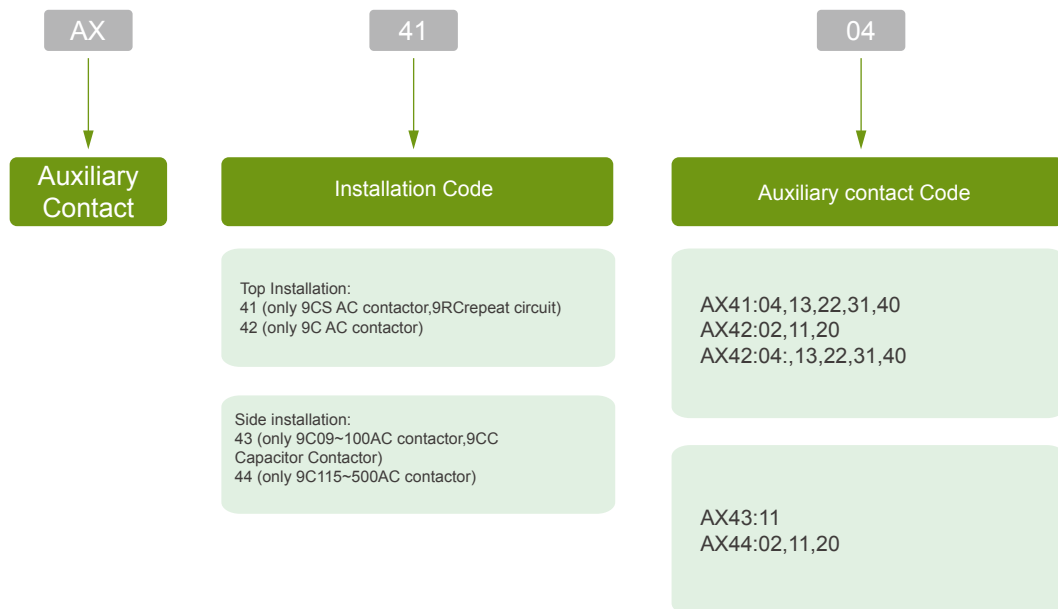 AX
41
04
Auxiliary
Contact
Installation Code
Auxiliary contact Code
Top Installation:
41 (only 9CS AC contactor,9RCrepeat circuit)
42 (only 9C AC contactor)
Side installation:
43 (only 9C09~100AC contactor,9CC
Capacitor Contactor)
44 (only 9C115~500AC contactor)
AX41:04,13,22,31,40
AX42:02,11,20
AX42:04:,13,22,31,40
AX43:11
AX44:02,11,20